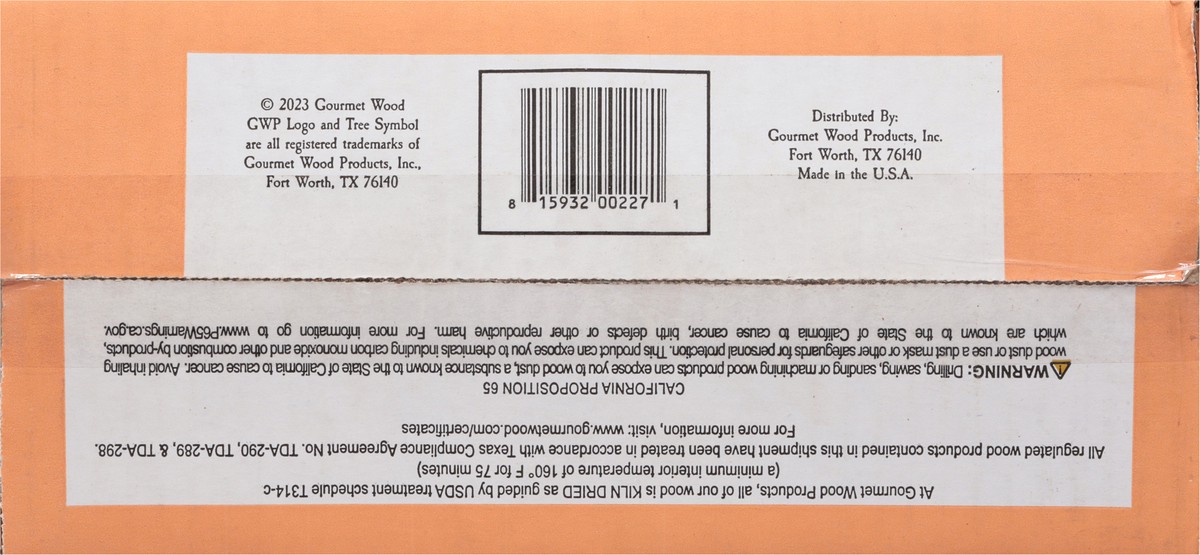 © 2023 Gourmet Wood
GWP Logo and Tree Symbol
are all registered trademarks of
Gourmet Wood Products, Inc.,
Fort Worth, TX 76140
8 15932 00227 1
Distributed By:
Gourmet Wood Products, Inc.
Fort Worth, TX 76140
Made in the U.S.A.
At Gourmet Wood Products, all of our wood is KILN DRIED as guided by USDA treatment schedule T314-c
(a minimum interior temperature of 160° F for 75 minutes)
All regulated wood products contained in this shipment have been treated in accordance with Texas Compliance Agreement No. TDA-290, TDA-289, & TDA-298.
For more information, visit: www.gourmetwood.com/certificates
CALIFORNIA PROPOSITION 65
WARNING: Drilling, sawing, sanding or machining wood products can expose you to wood dust, a substance known to the State of California to cause cancer. Avoid inhaling
wood dust or use a dust mask or other safeguards for personal protection. This product can expose you to chemicals including carbon monoxide and other combustion by-products,
which are known to the State of California to cause cancer, birth defects or other reproductive harm. For more information go to www.P65Warnings.ca.gov.